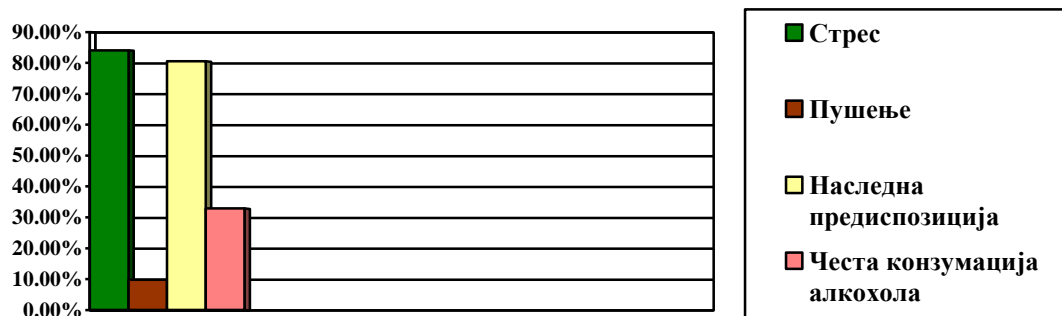 90.00%
80.00%
70.00%
60.00%
50.00%
40.00%
30.00%
20.00%
10.00%
0.00%
Стрес
Пушење
Наследна
предиспозиција
Честа конзумација
алкохола